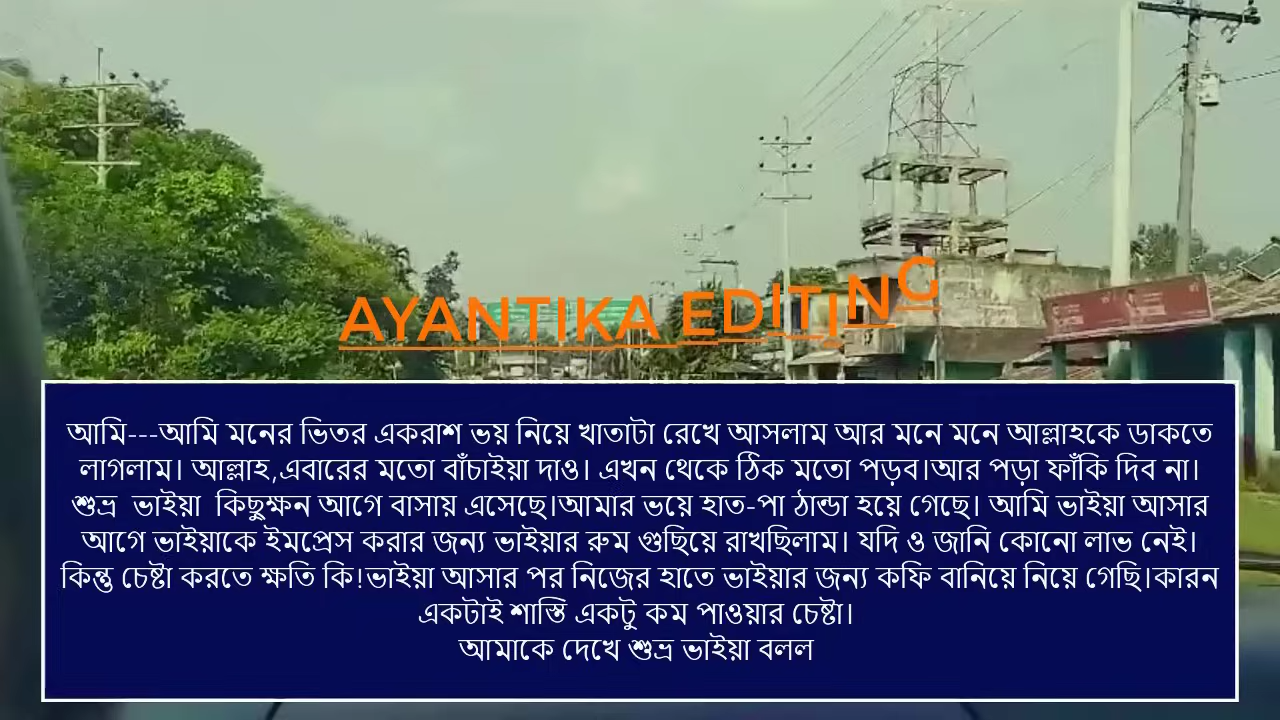 AYANTIKA EDITING
আমি---আমি মনের ভিতর একরাশ ভয় নিয়ে খাতাটা রেখে আসলাম আর মনে মনে আল্লাহকে ডাকতে
লাগলাম। আল্লাহ,এবারের মতো বাঁচাইয়া দাও। এখন থেকে ঠিক মতো পড়ব।আর পড়া ফাঁকি দিব না।
শুভ্র ভাইয়া কিছুক্ষন আগে বাসায় এসেছে।আমার ভয়ে হাত-পা ঠান্ডা হয়ে গেছে। আমি ভাইয়া আসার
আগে ভাইয়াকে ইমপ্রেস করার জন্য ভাইয়ার রুম গুছিয়ে রাখছিলাম। যদি ও জানি কোনো লাভ নেই।
কিন্তু চেষ্টা করতে ক্ষতি কি!ভাইয়া আসার পর নিজের হাতে ভাইয়ার জন্য কফি বানিয়ে নিয়ে গেছি।কারন
একটাই শাস্তি একটু কম পাওয়ার চেষ্টা।
আমাকে দেখে শুভ্র ভাইয়া বলল